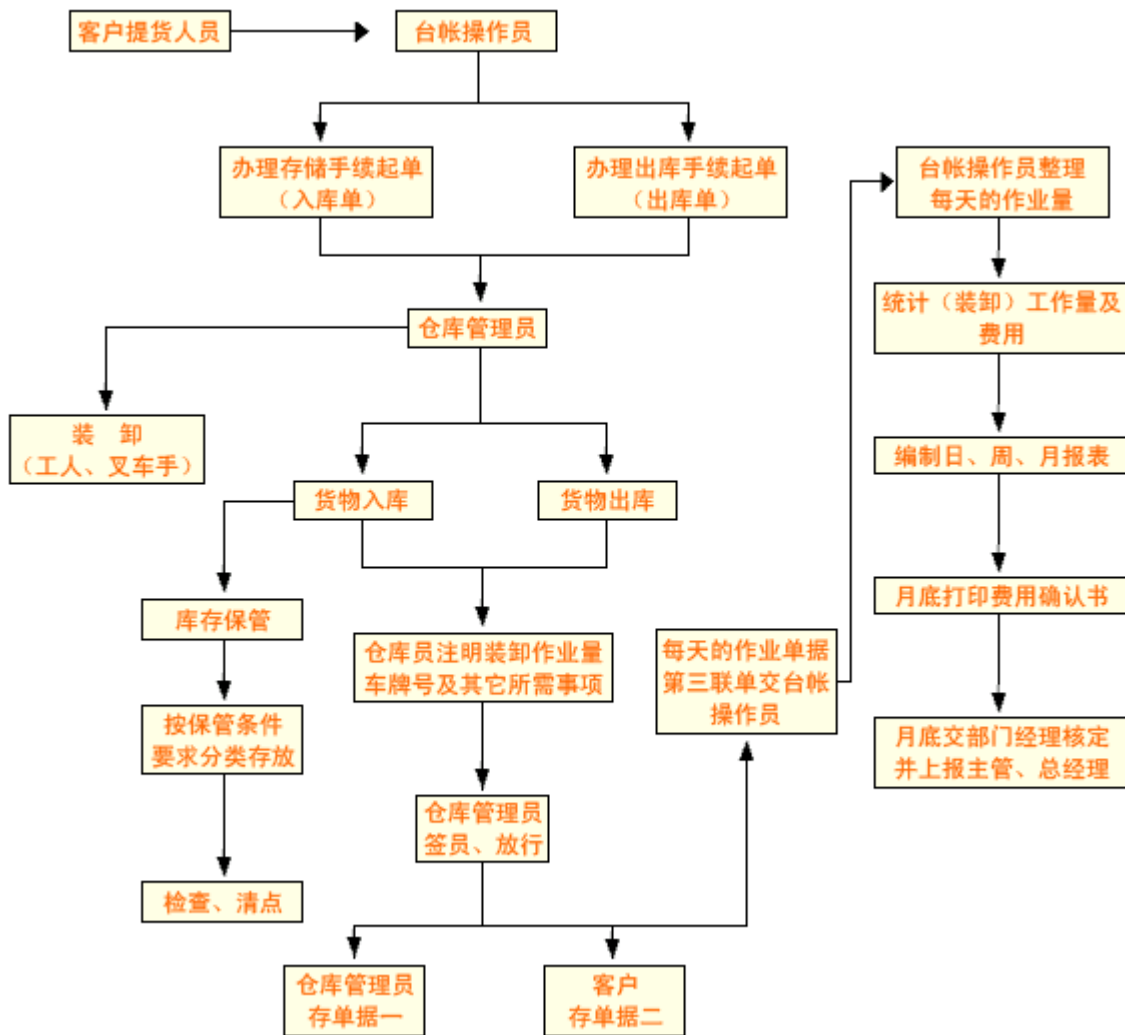 客户提货人员
台帐操作员
办理存储手续起单
（入库单）
办理出库手续起单
（出库单）
仓库管理员
装 卸
（工人、叉车手）
货物入库
货物出库
库存保管
按保管条件
要求分类存放
检查、清点
仓库员注明装卸作业量
车牌号及其它所需事项
仓库管理员
签员、放行
仓库管理员
存单据一
客户
存单据二
每天的作业单据
第三联单交台帐
操作员
台帐操作员整理
每天的作业量
统计（装卸）工作量及
费用
编制日、周、月报表
月底打印费用确认书
月底交部门经理核定
并上报主管、总经理